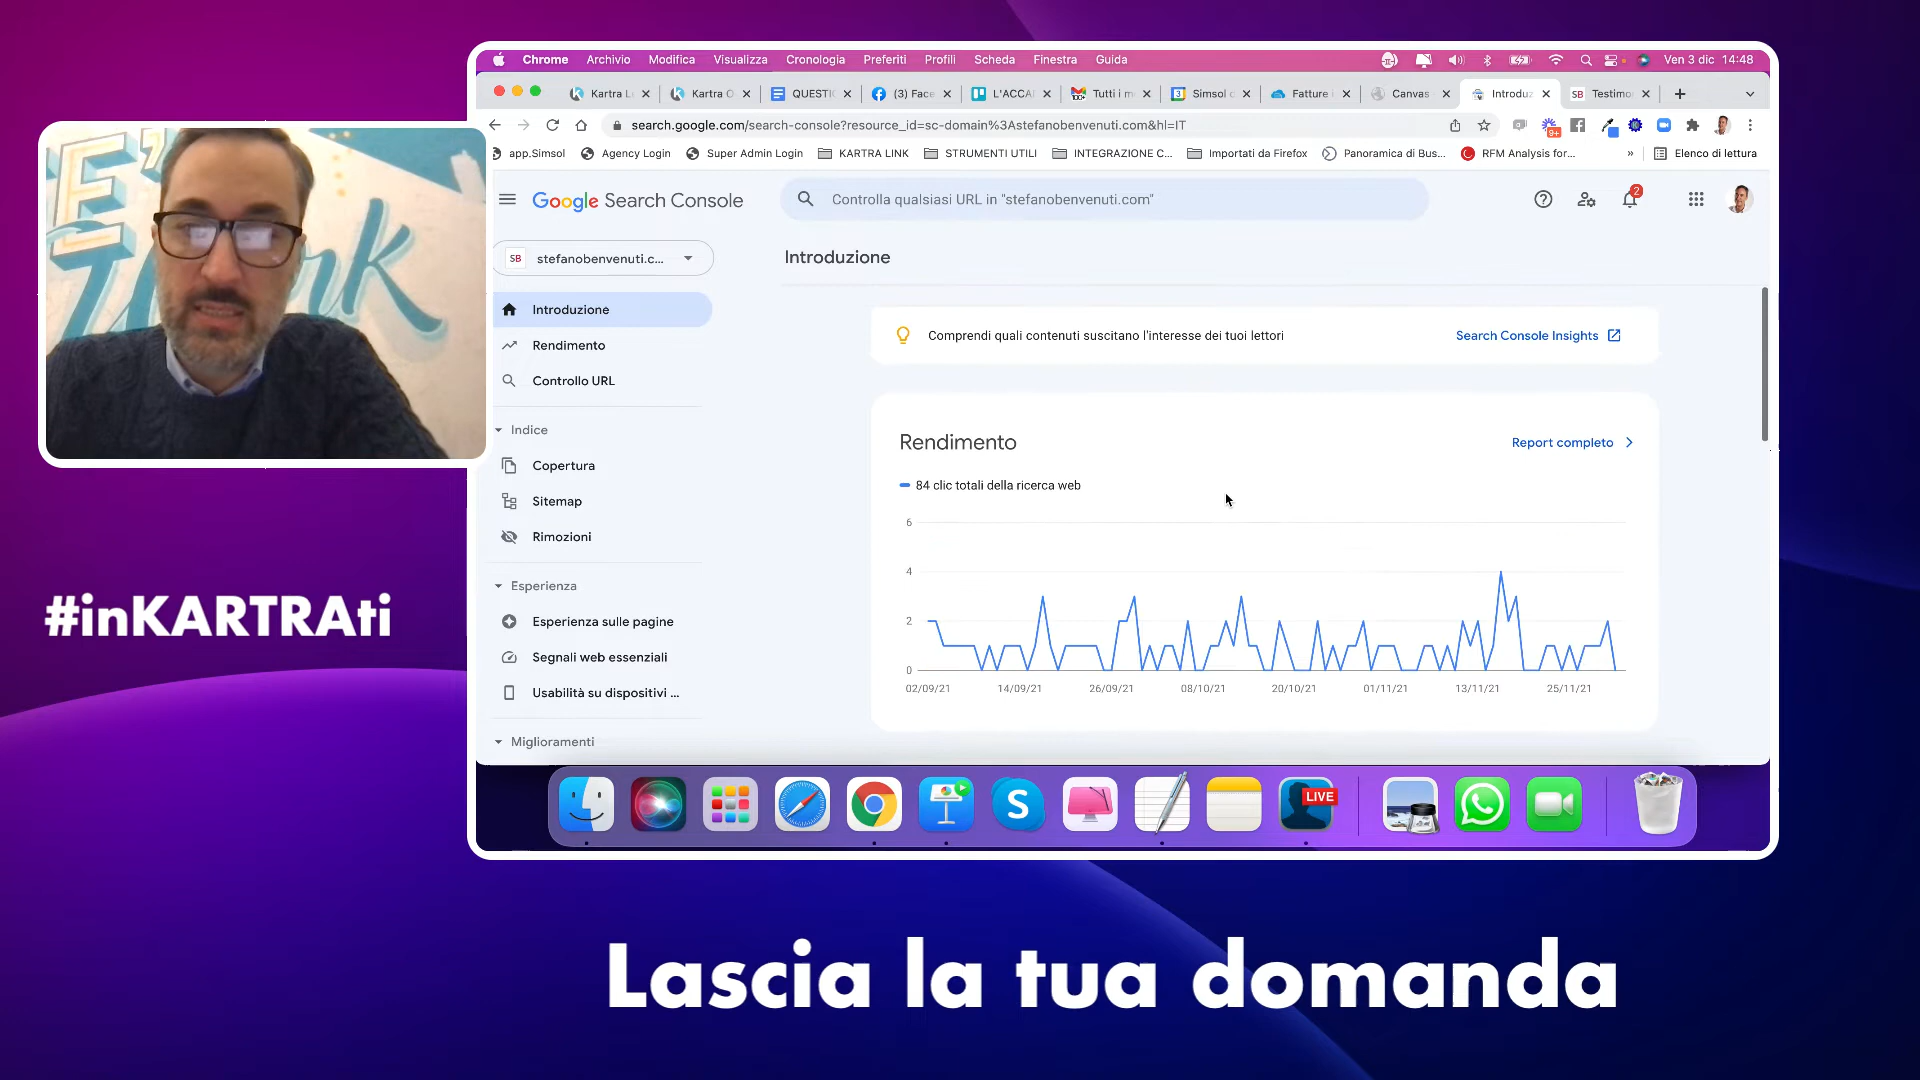 Chrome Archivio Modifica Visualizza Cronologia Preferiti Profili Scheda Finestra Guida
Ven 3 dic 14:48
Kartra L
Kartra O
QUESTIO
(3) Face
L'ACCA
Tutti i m
Simsol c
Fatture i
Canvas
Introduz
Testimo
search.google.com/search-console?resource_id=sc-domain%3Astefanobenvenuti.com&hl=IT
app.Simsol Agency Login Super Admin Login KARTRA LINK STRUMENTI UTILI INTEGRAZIONE C... Importati da Firefox Panoramica di Bus... RFM Analysis for... » Elenco di lettura
Google Search Console
Controlla qualsiasi URL in "stefanobenvenuti.com"
2
SB stefanobenvenuti.c...
Introduzione
Introduzione
Rendimento
Controllo URL
Indice
Copertura
Sitemap
Rimozioni
Esperienza
Esperienza sulle pagine
Segnali web essenziali
Usabilità su dispositivi ...
Miglioramenti
Comprendi quali contenuti suscitano l'interesse dei tuoi lettori
Search Console Insights
Rendimento
Report completo
84 clic totali della ricerca web
6
4
2
0
02/09/21 14/09/21 26/09/21 08/10/21 20/10/21 01/11/21 13/11/21 25/11/21
LIVE
#inKARTRAti
Lascia la tua domanda